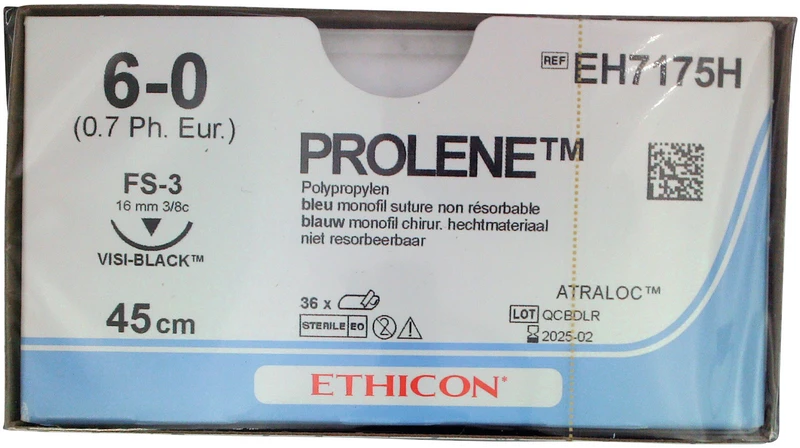 6-0
(0.7 Ph. Eur.)
FS-3
16 mm 3/8c
VISI-BLACK™
45cm
REF EH7175H
PROLENE™
Polypropylen
bleu monofil suture non résorbable
blauw monofil chirur. hechtmateriaal
niet resorbeerbaar
36 x
STERILE EO
ATRALOC™
LOT QCBDLR
2025-02
ETHICON*